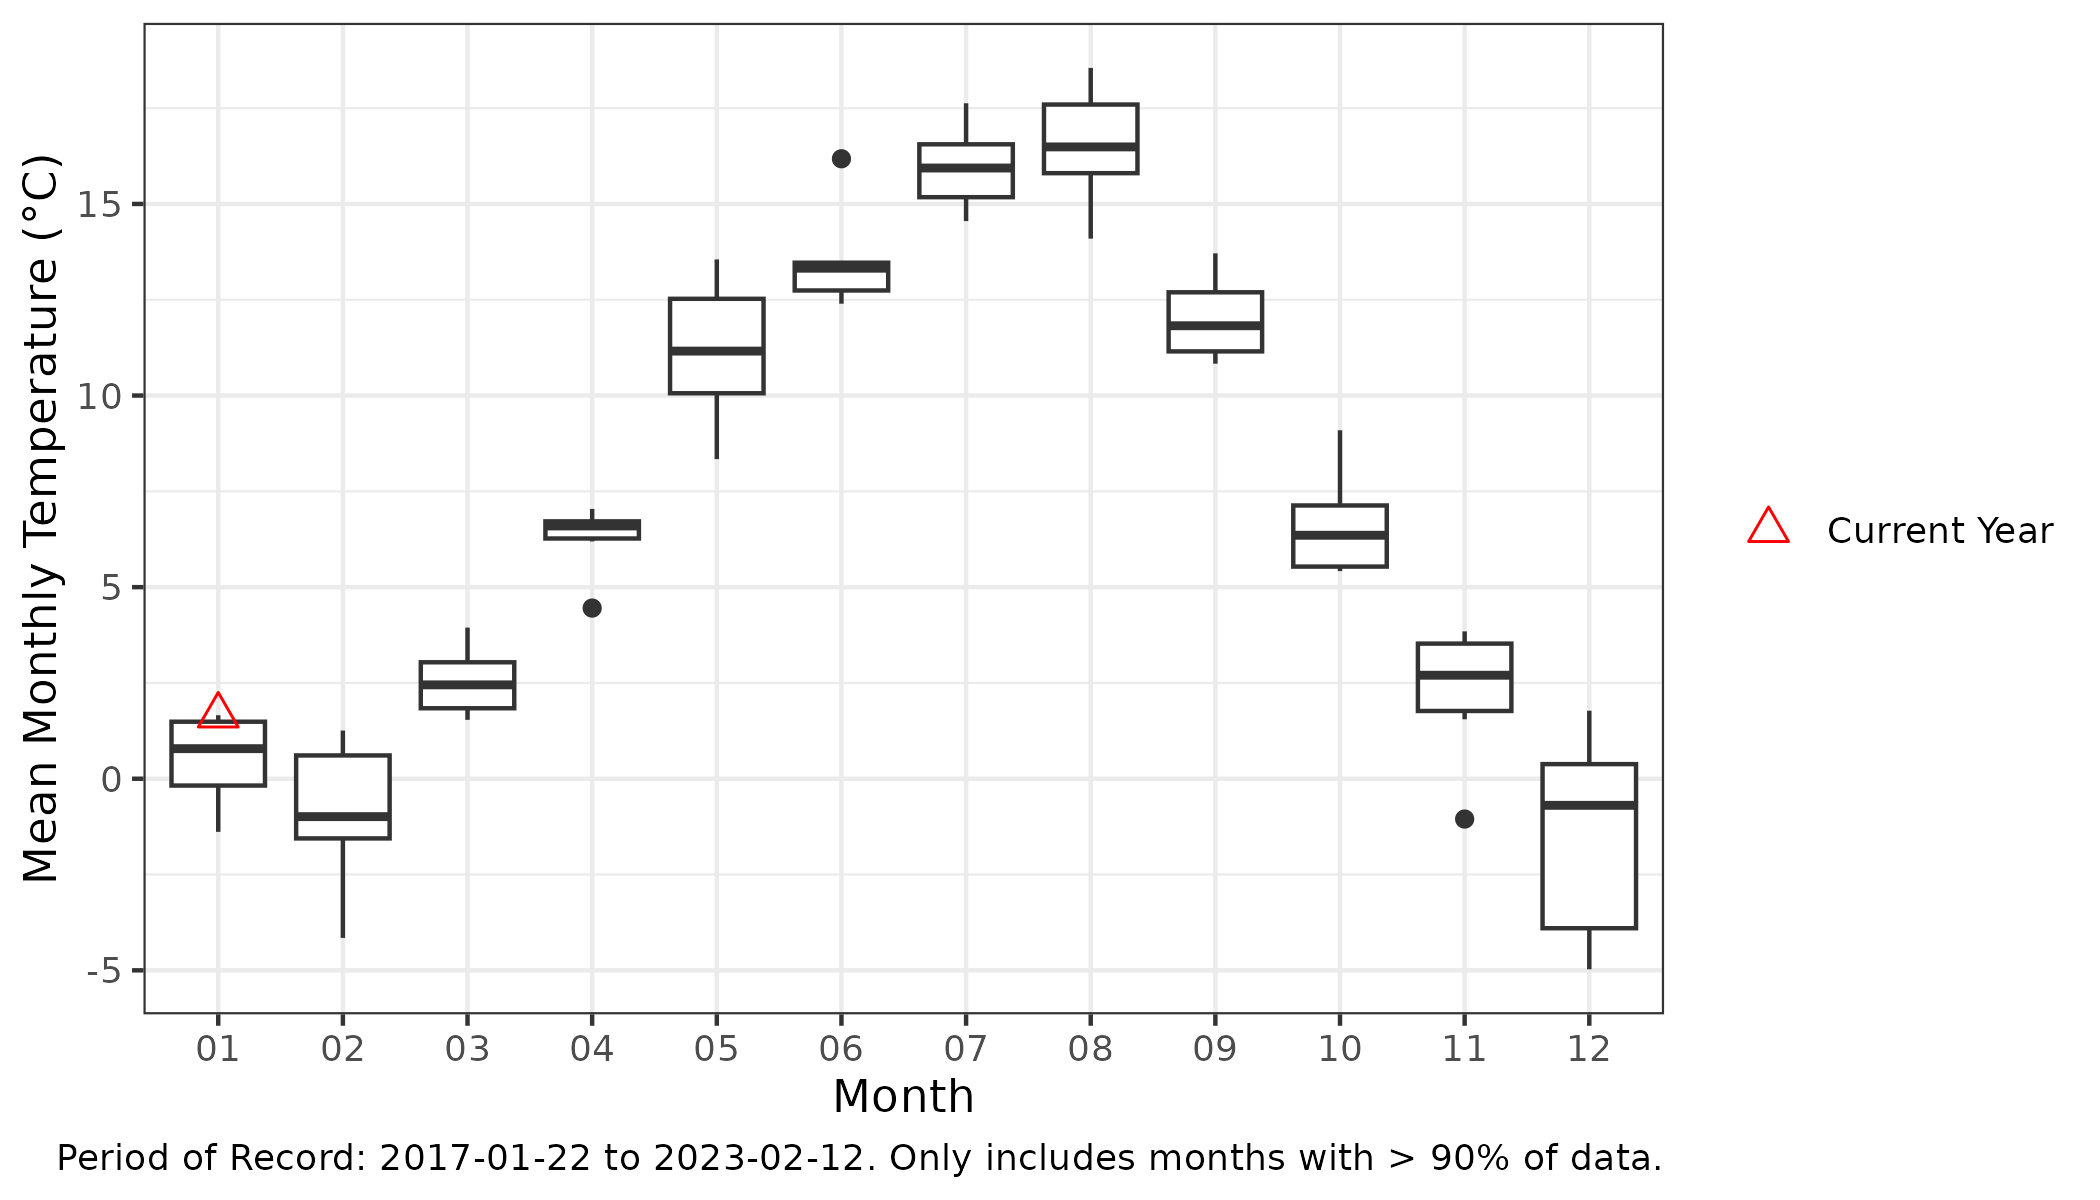 Mean Monthly Temperature (°C)
15
10
5
0
-5
01 02 03 04 05 06 07 08 09 10 11 12
Month
Current Year
Period of Record: 2017-01-22 to 2023-02-12. Only includes months with > 90% of data.